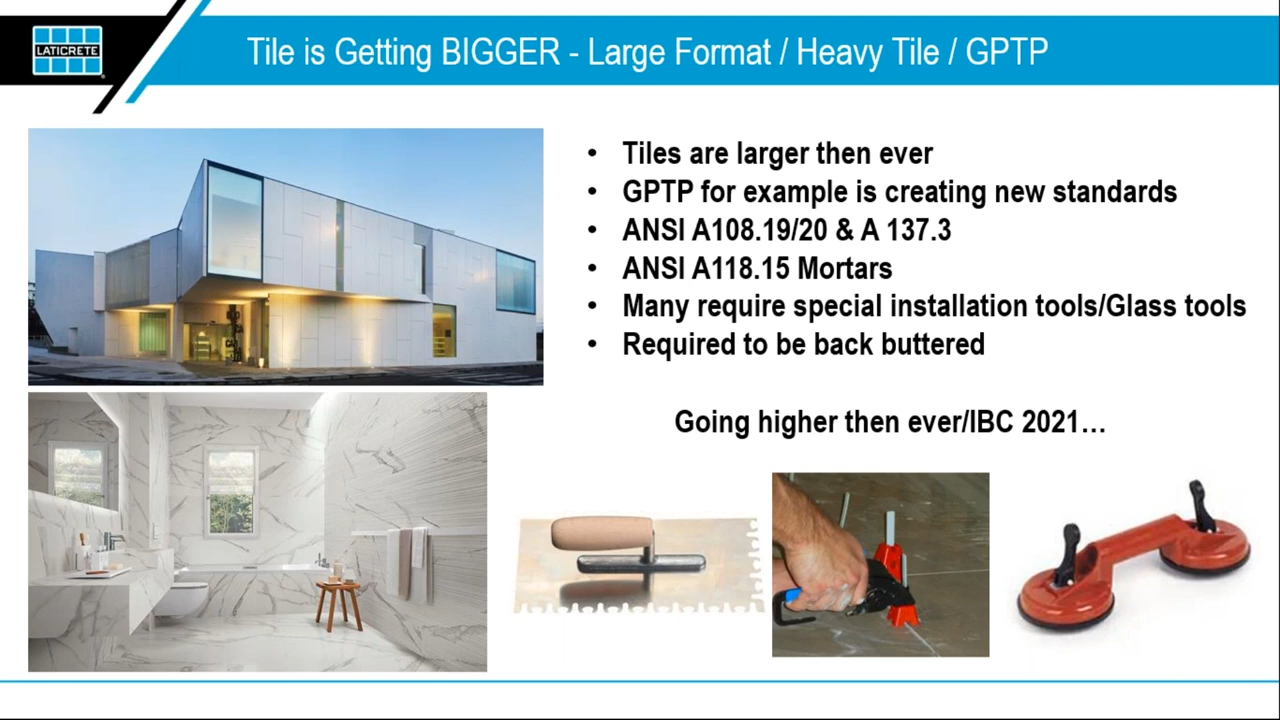 LATICRETE
Tile is Getting BIGGER - Large Format / Heavy Tile / GPTP
• Tiles are larger then ever
• GPTP for example is creating new standards
• ANSI A108.19/20 & A 137.3
• ANSI A118.15 Mortars
• Many require special installation tools/Glass tools
• Required to be back buttered
Going higher then ever/IBC 2021…